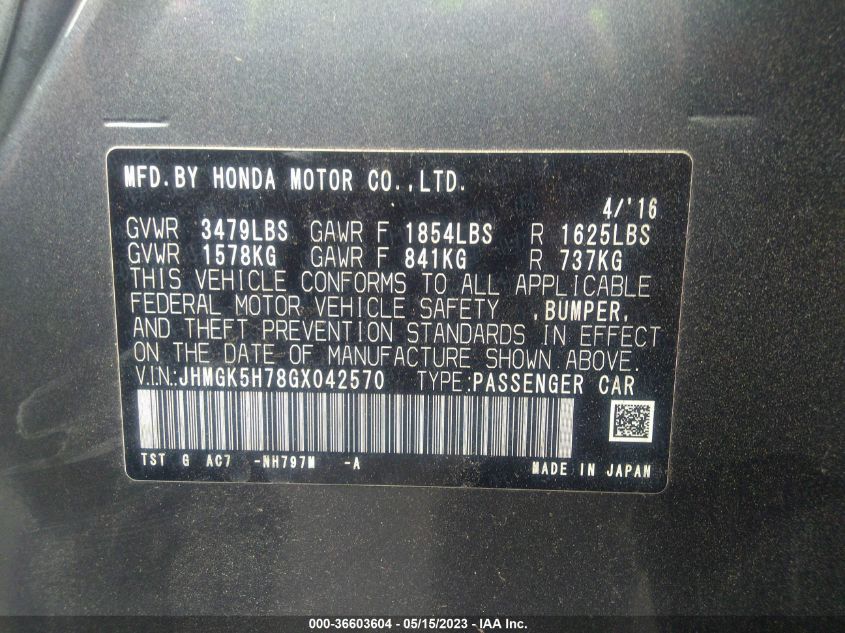 MFD.BY HONDA MOTOR CO.,LTD.
4/'16
GVWR 3479LBS GAWR F 1854LBS R 1625LBS
GVWR 1578KG GAWR F 841KG R 737KG
THIS VEHICLE CONFORMS TO ALL APPLICABLE
FEDERAL MOTOR VEHICLE SAFETY ,BUMPER,
AND THEFT PREVENTION STANDARDS IN EFFECT
ON THE DATE OF MANUFACTURE SHOWN ABOVE.
V.IN:JHMGK5H78GX042570 TYPE:PASSENGER CAR
TST G AC7 -NH797M -A MADE IN JAPAN
000-36603604 - 05/15/2023 - IAA Inc.